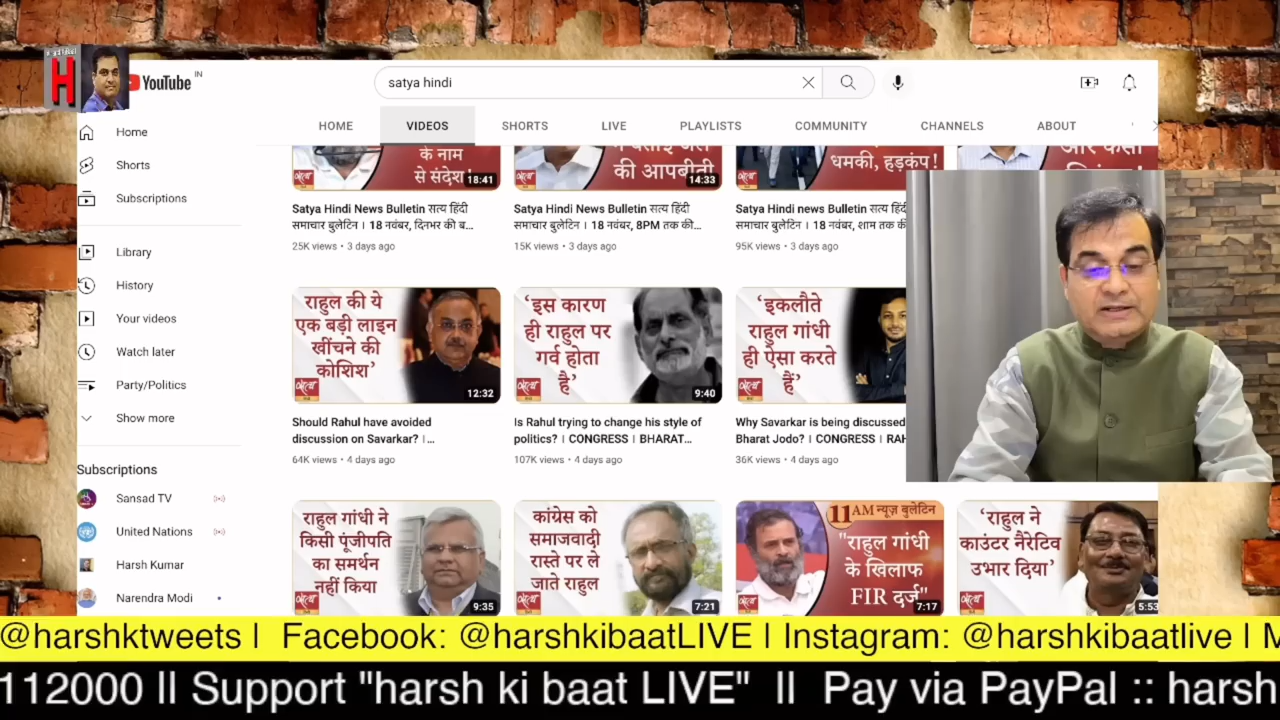 H
YouTube IN
satya hindi
HOME VIDEOS SHORTS LIVE PLAYLISTS COMMUNITY CHANNELS ABOUT
Home
Shorts
Subscriptions
Library
History
Your videos
Watch later
Party/Politics
Show more
Subscriptions
Sansad TV
United Nations
Harsh Kumar
Narendra Modi
के नाम
से संदेश
18:41
की आपबीती
14:33
धमकी, हड़कंप!
Satya Hindi News Bulletin सत्य हिंदी
समाचार बुलेटिन । 18 नवंबर, दिनभर की ब...
25K views • 3 days ago
Satya Hindi News Bulletin सत्य हिंदी
समाचार बुलेटिन । 18 नवंबर, 8PM तक की...
15K views • 3 days ago
Satya Hindi news Bulletin सत्य हिंदी
समाचार बुलेटिन । 18 नवंबर, शाम तक की
95K views • 3 days ago
राहुल की ये
एक बड़ी लाइन
खींचने की
कोशिश’
12:32
‘इस कारण
ही राहुल पर
गर्व होता
है’
9:40
‘इकलौते
राहुल गांधी
ही ऐसा करते
हैं’
Should Rahul have avoided
discussion on Savarkar? ।...
64K views • 4 days ago
Is Rahul trying to change his style of
politics? । CONGRESS । BHARAT...
107K views • 4 days ago
Why Savarkar is being discussed
Bharat Jodo? । CONGRESS । RAH
36K views • 4 days ago
राहुल गांधी ने
किसी पूंजीपति
का समर्थन
नहीं किया
9:35
कांग्रेस को
समाजवादी
रास्ते पर ले
जाते राहुल
7:21
11AM न्यूज़ बुलेटिन
"राहुल गांधी
के खिलाफ
FIR दर्ज"
7:17
‘राहुल ने
काउंटर नैरेटिव
उभार दिया’
5:53
@harshktweets | Facebook: @harshkibaatLIVE | Instagram: @harshkibaatlive | M
112000 || Support "harsh ki baat LIVE" || Pay via PayPal :: harsh